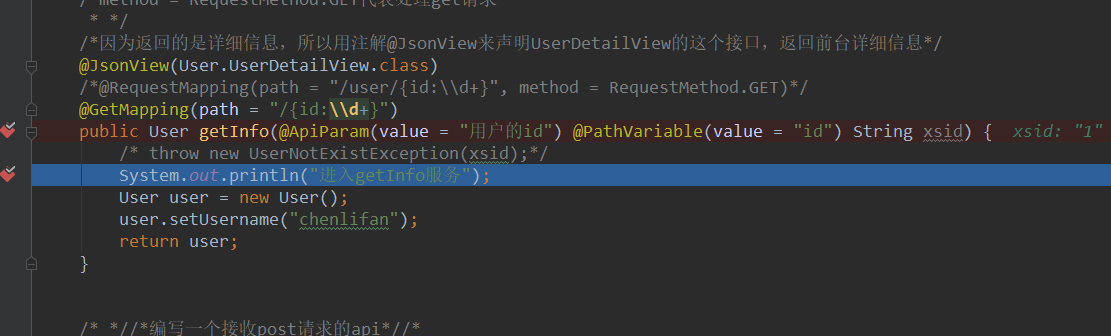 / method = RequestMethod.GET代表处理get请求
* */
/*因为返回的是详细信息，所以用注解@JsonView来声明UserDetailView的这个接口，返回前台详细信息*/
@JsonView(User.UserDetailView.class)
/*@RequestMapping(path = "/user/{id:\\d+}", method = RequestMethod.GET)*/
@GetMapping(path = "/{id:\\d+}")
public User getInfo(@ApiParam(value = "用户的id") @PathVariable(value = "id") String xsid) {  xsid: "1"
/* throw new UserNotExistException(xsid);*/
System.out.println("进入getInfo服务");
User user = new User();
user.setUsername("chenlifan");
return user;
}
/* *//*编写一个接收post请求的api*//*